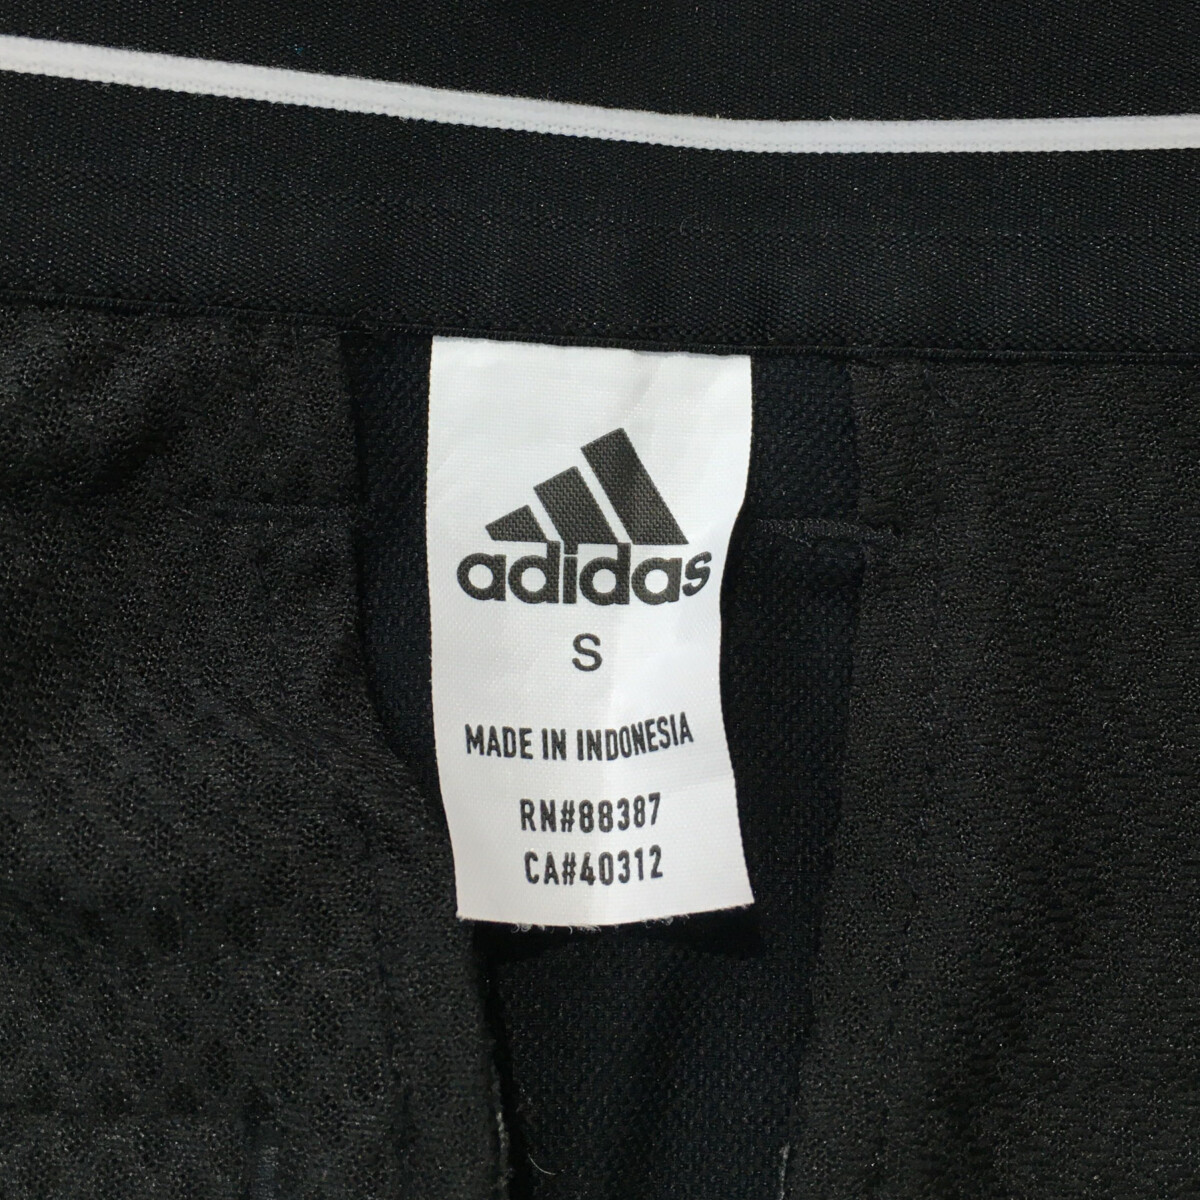 adidas
S
MADE IN INDONESIA
RN#88387
CA#40312